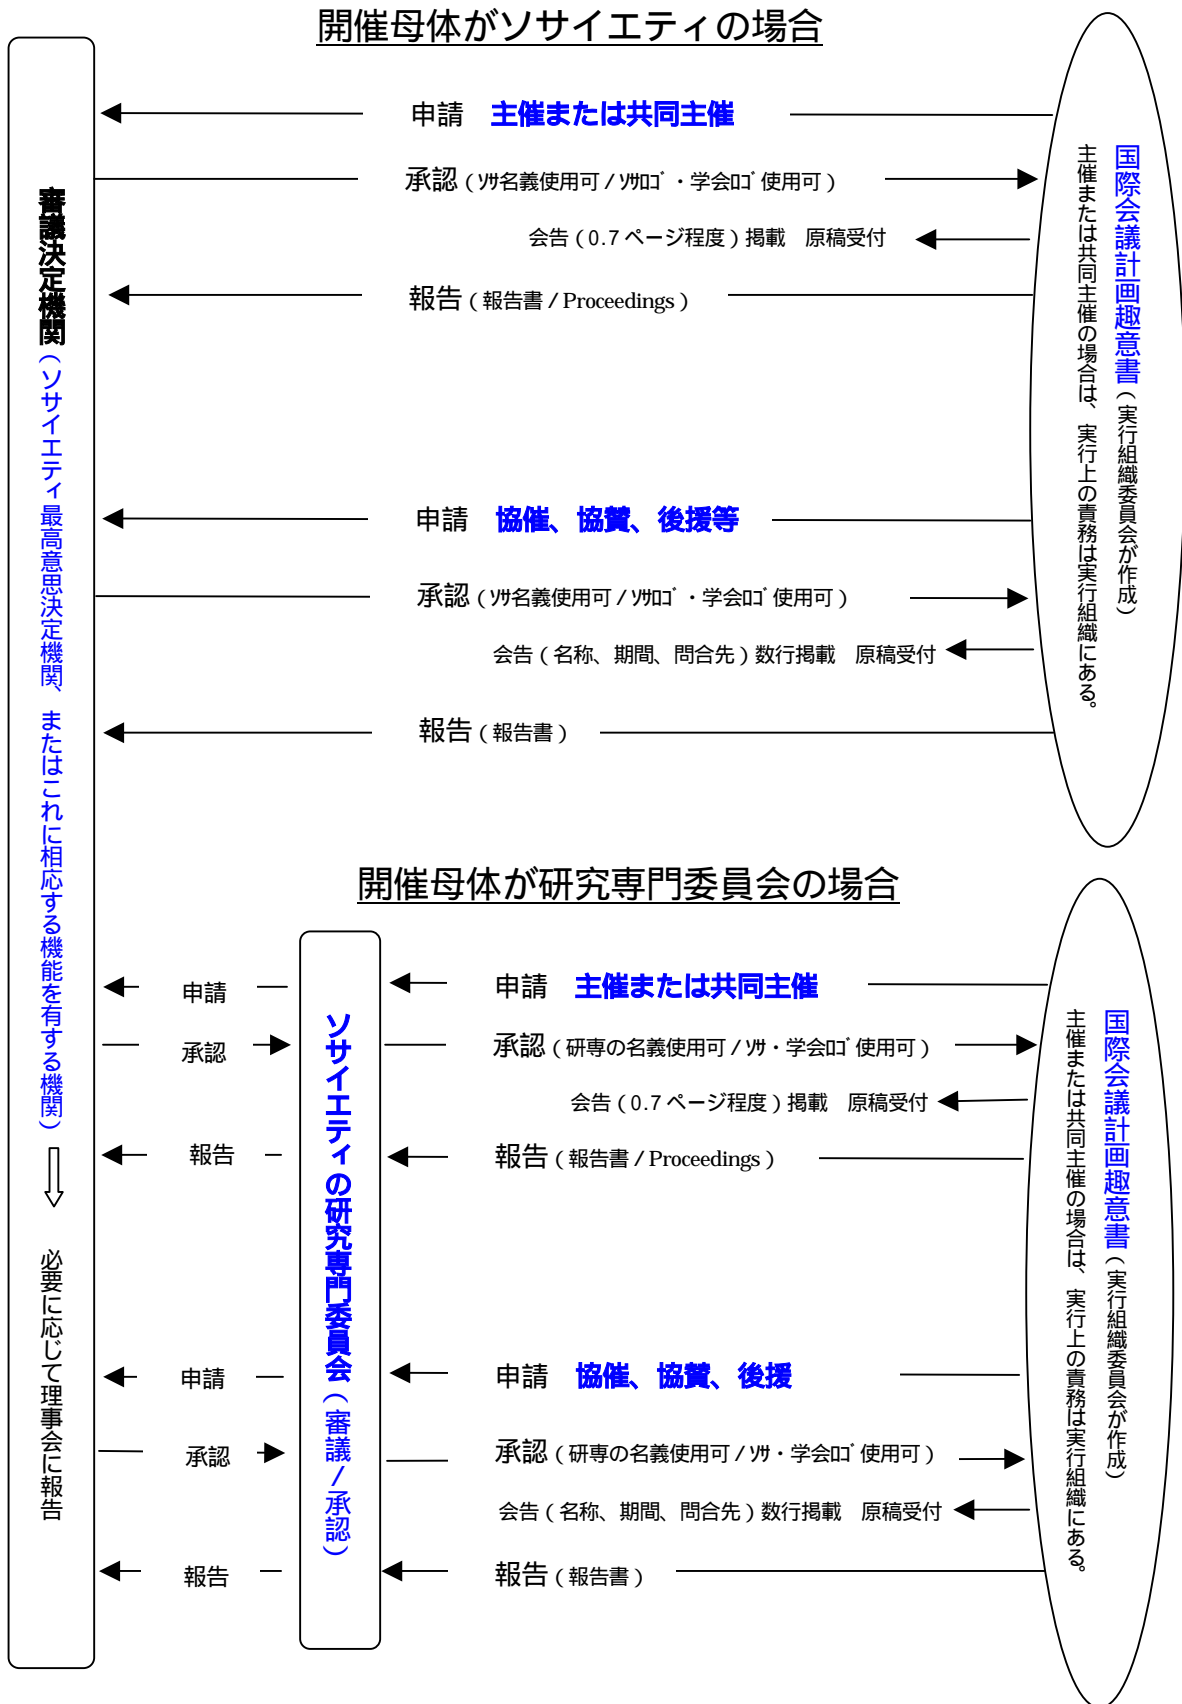 開催母体がソサイエティの場合
審議決定機関(ソサイエティ最高意思決定機関、またはこれに相応する機能を有する機関)
必要に応じて理事会に報告
申請 主催または共同主催
承認(ｿｻ名義使用可/ｿｻﾛｺﾞ・学会ﾛｺﾞ使用可)
会告(0.7ページ程度)掲載 原稿受付
報告(報告書/Proceedings)
申請 協催、協賛、後援等
承認(ｿｻ名義使用可/ｿｻﾛｺﾞ・学会ﾛｺﾞ使用可)
会告(名称、期間、問合先)数行掲載 原稿受付
報告(報告書)
国際会議計画趣意書(実行組織委員会が作成)
主催または共同主催の場合は、実行上の責務は実行組織にある。
開催母体が研究専門委員会の場合
申請
承認
報告
申請
承認
報告
ソサイエティの研究専門委員会(審議/承認)
申請 主催または共同主催
承認(研専の名義使用可/ｿｻ・学会ﾛｺﾞ使用可)
会告(0.7ページ程度)掲載 原稿受付
報告(報告書/Proceedings)
申請 協催、協賛、後援
承認(研専の名義使用可/ｿｻ・学会ﾛｺﾞ使用可)
会告(名称、期間、問合先)数行掲載 原稿受付
報告(報告書)
国際会議計画趣意書(実行組織委員会が作成)
主催または共同主催の場合は、実行上の責務は実行組織にある。